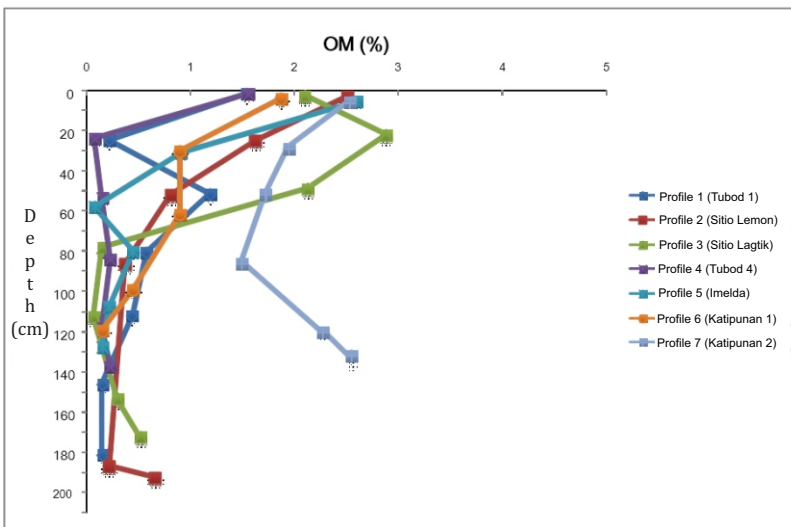 OM (%)
0 1 2 3 4 5
Depth
(cm)
0
20
40
60
80
100
120
140
160
180
200
Profile 1 (Tubod 1)
Profile 2 (Sitio Lemon)
Profile 3 (Sitio Lagtik)
Profile 4 (Tubod 4)
Profile 5 (Imelda)
Profile 6 (Katipunan 1)
Profile 7 (Katipunan 2)